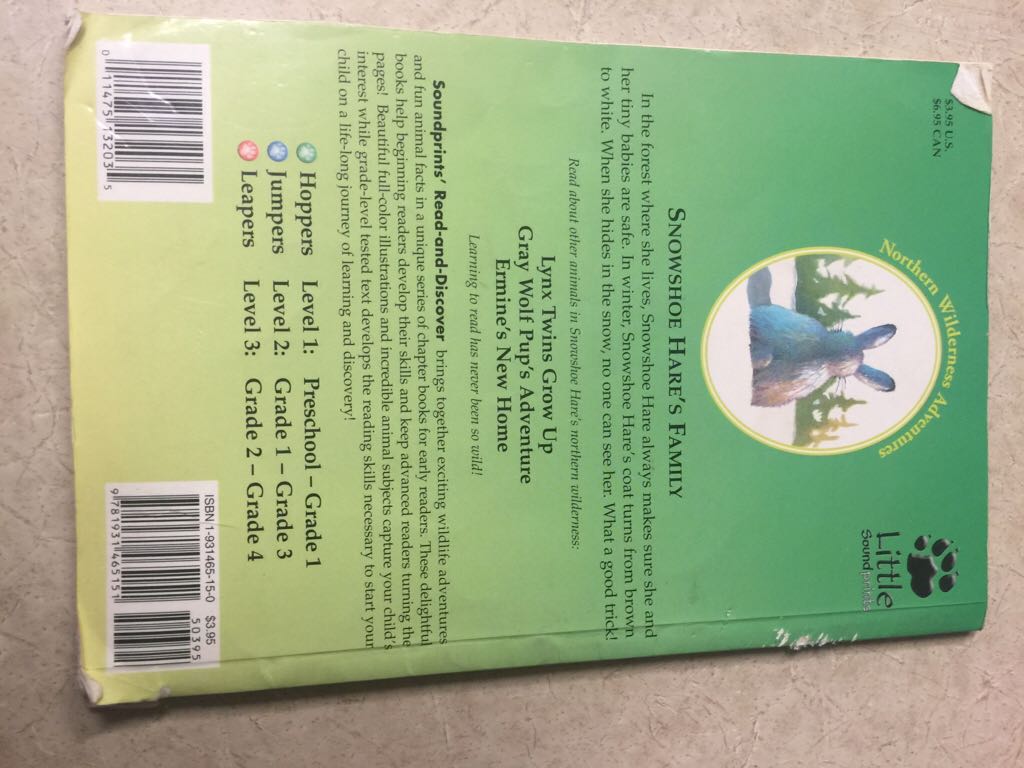 $3.95 U.S.
$6.95 CAN
Northern Wilderness Adventures
Little
Soundprints
SNOWSHOE HARE'S FAMILY
In the forest where she lives, Snowshoe Hare always makes sure she and
her tiny babies are safe. In winter, Snowshoe Hare's coat turns from brown
to white. When she hides in the snow, no one can see her. What a good trick!
Read about other animals in Snowshoe Hare's northern wilderness:
Lynx Twins Grow Up
Gray Wolf Pup's Adventure
Ermine's New Home
Learning to read has never been so wild!
Soundprints' Read-and-Discover brings together exciting wildlife adventures
and fun animal facts in a unique series of chapter books for early readers. These delightful
books help beginning readers develop their skills and keep advanced readers turning the
pages! Beautiful full-color illustrations and incredible animal subjects capture your child's
interest while grade-level tested text develops the reading skills necessary to start your
child on a life-long journey of learning and discovery!
Hoppers Level 1: Preschool – Grade 1
Jumpers Level 2: Grade 1 – Grade 3
Leapers Level 3: Grade 2 – Grade 4
0 11475 13203 5
ISBN 1-931465-15-0 $3.95
50395
9 781931 465151